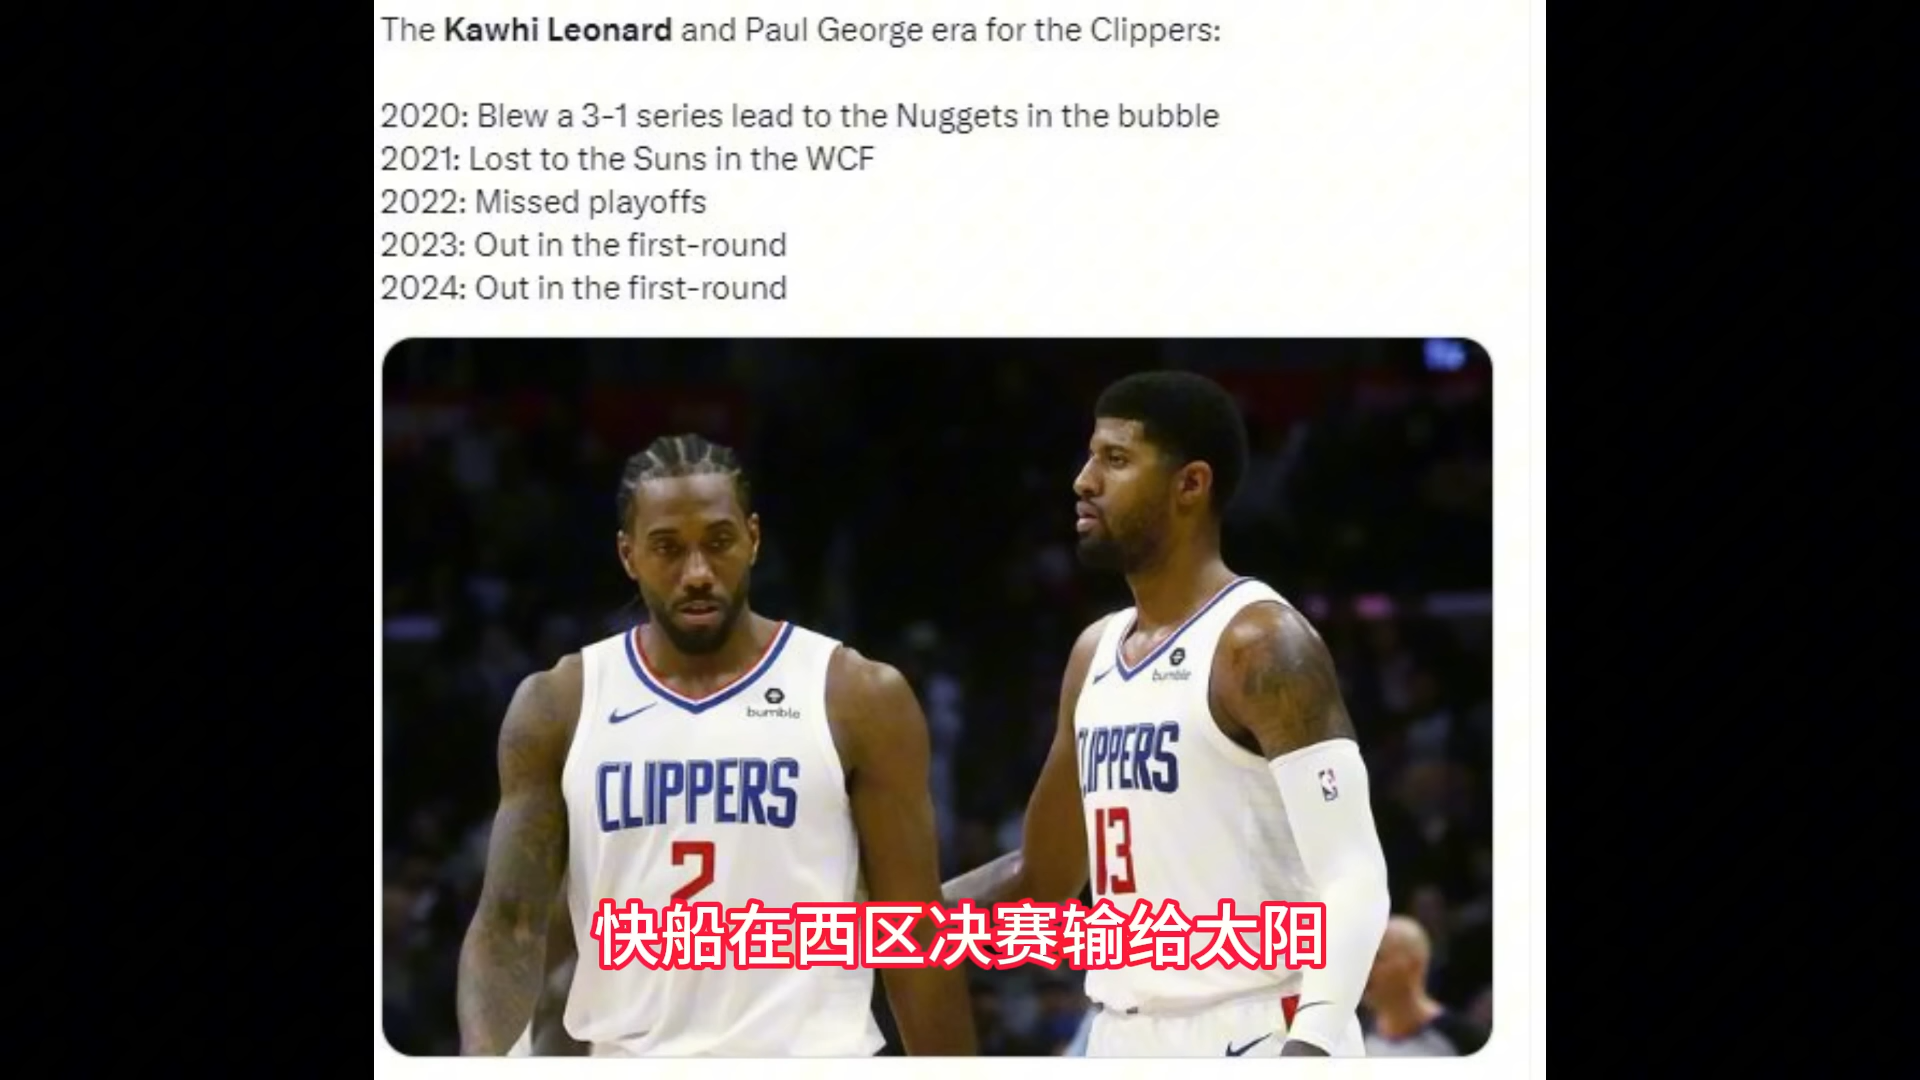 The Kawhi Leonard and Paul George era for the Clippers:
2020: Blew a 3-1 series lead to the Nuggets in the bubble
2021: Lost to the Suns in the WCF
2022: Missed playoffs
2023: Out in the first-round
2024: Out in the first-round
bumble
bumble
CLIPPERS
CLIPPERS
2
13
快船在西区决赛输给太阳